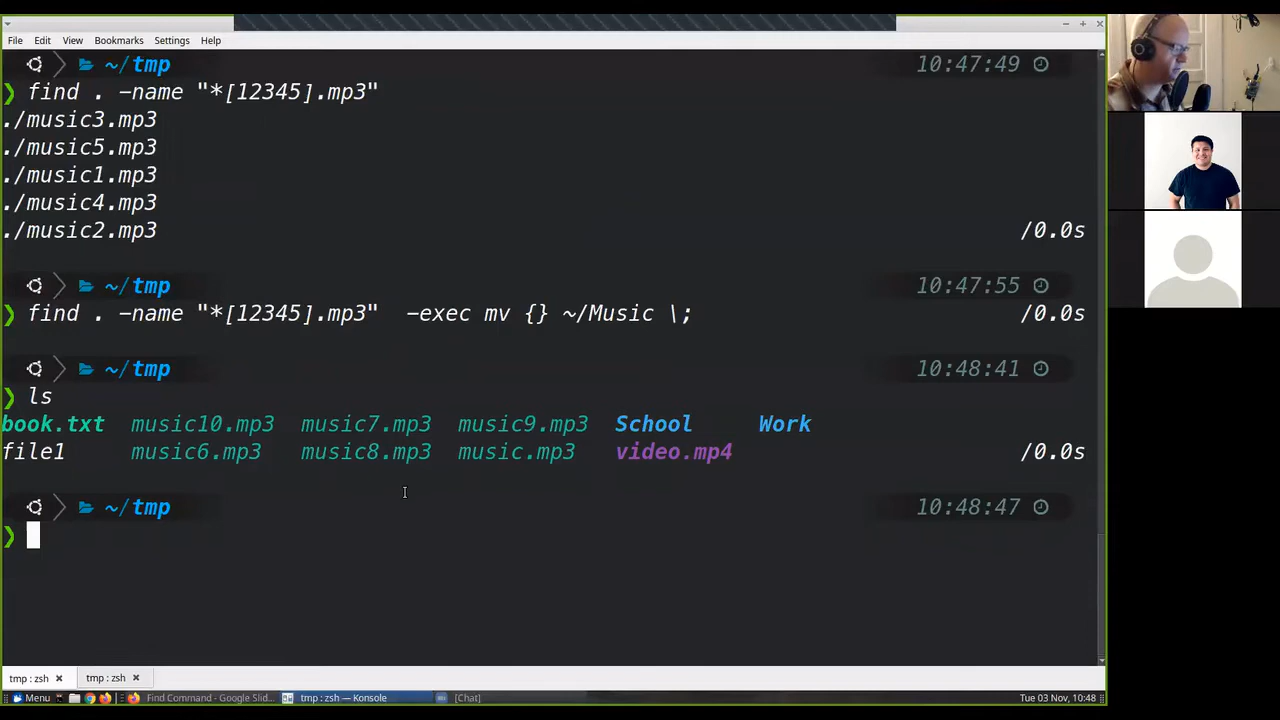 File Edit View Bookmarks Settings Help
~/tmp 10:47:49
❯ find . -name "*[12345].mp3"
./music3.mp3
./music5.mp3
./music1.mp3
./music4.mp3
./music2.mp3 /0.0s
~/tmp 10:47:55
❯ find . -name "*[12345].mp3"  -exec mv {} ~/Music \; /0.0s
~/tmp 10:48:41
❯ ls
book.txt music10.mp3 music7.mp3 music9.mp3 School Work
file1 music6.mp3 music8.mp3 music.mp3 video.mp4 /0.0s
~/tmp 10:48:47
❯
tmp : zsh tmp : zsh
Menu Find Command - Google Slid... tmp : zsh — Konsole [Chat] Tue 03 Nov, 10:48